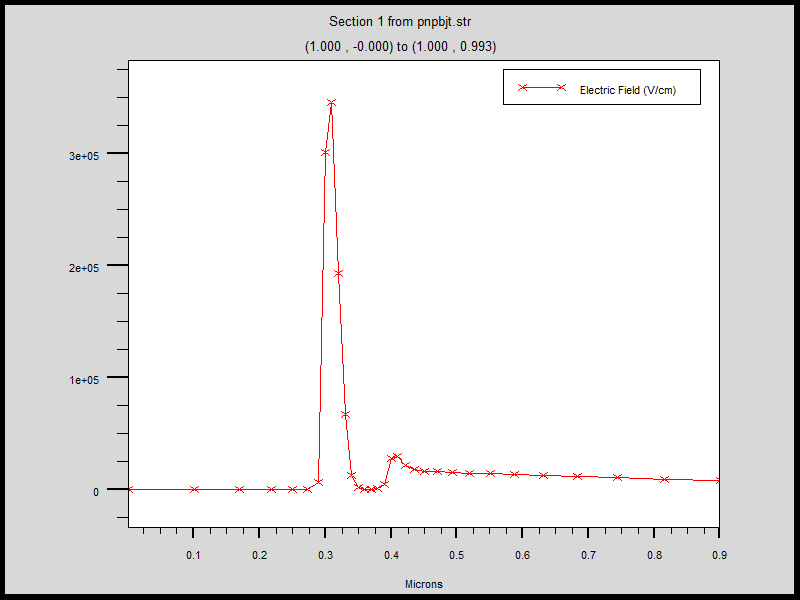 Section 1 from pnpbjt.str
(1.000 , -0.000) to (1.000 , 0.993)
Electric Field (V/cm)
3e+05
2e+05
1e+05
0
0.1 0.2 0.3 0.4 0.5 0.6 0.7 0.8 0.9
Microns